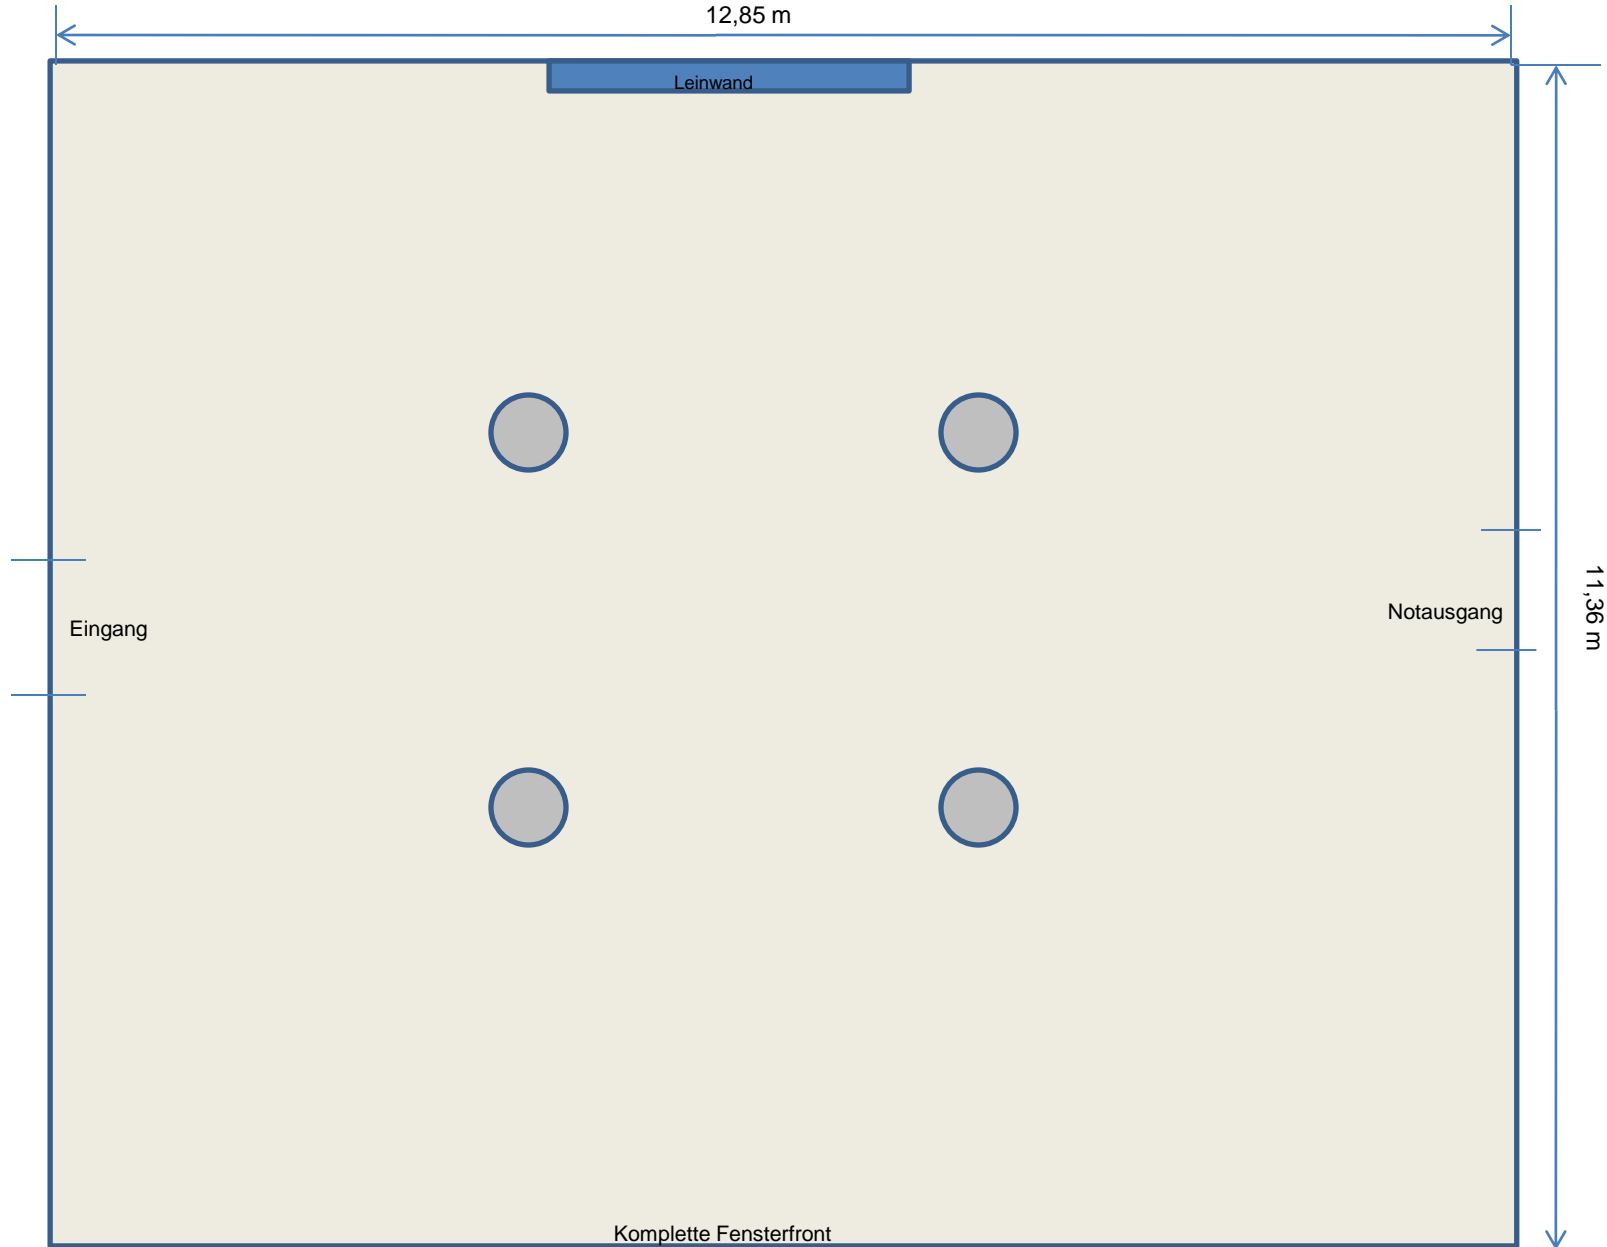 12,85 m
Leinwand
11,36 m
Notausgang
Eingang
Komplette Fensterfront